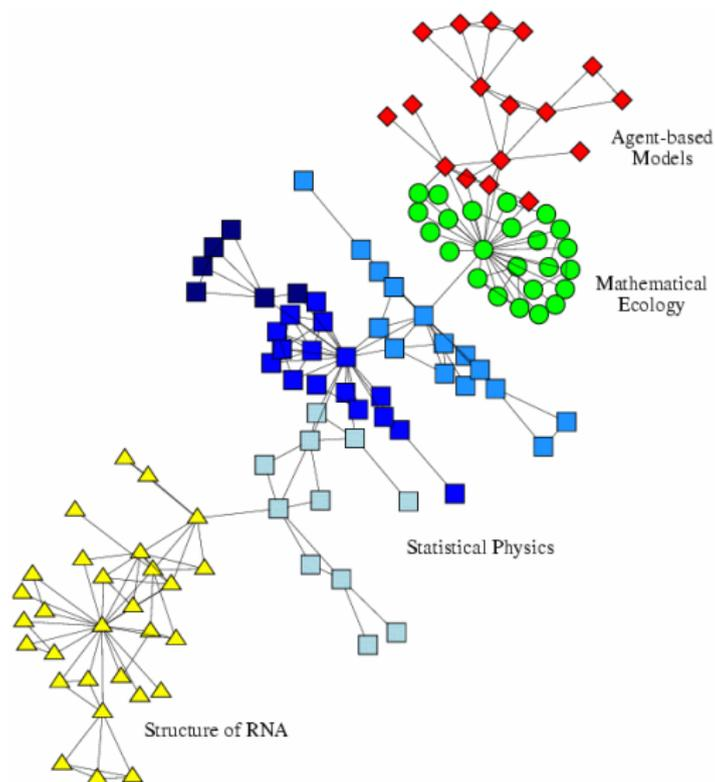 Agent-based
Models
Mathematical
Ecology
Statistical Physics
Structure of RNA